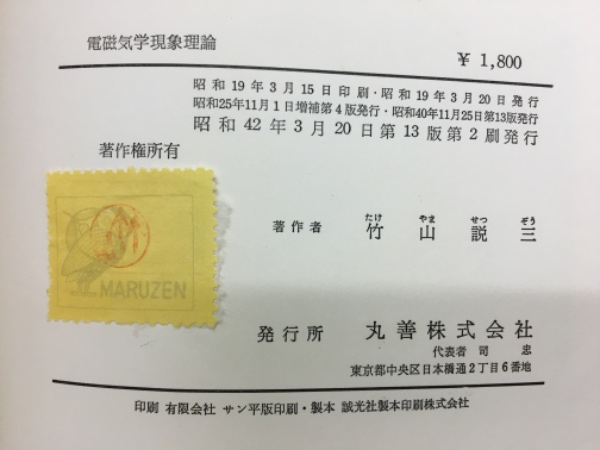 電磁気学現象理論
¥ 1,800
昭和19年3月15日印刷・昭和19年3月20日発行
昭和25年11月1日増補第4版発行・昭和40年11月25日第13版発行
昭和42年3月20日第13版第2刷発行
著作権所有
竹
MARUZEN
たけ やま せつ ぞう
著作者 竹山説三
発行所 丸善株式会社
代表者 司 忠
東京都中央区日本橋通2丁目6番地
印刷 有限会社 サン平版印刷・製本 誠光社製本印刷株式会社